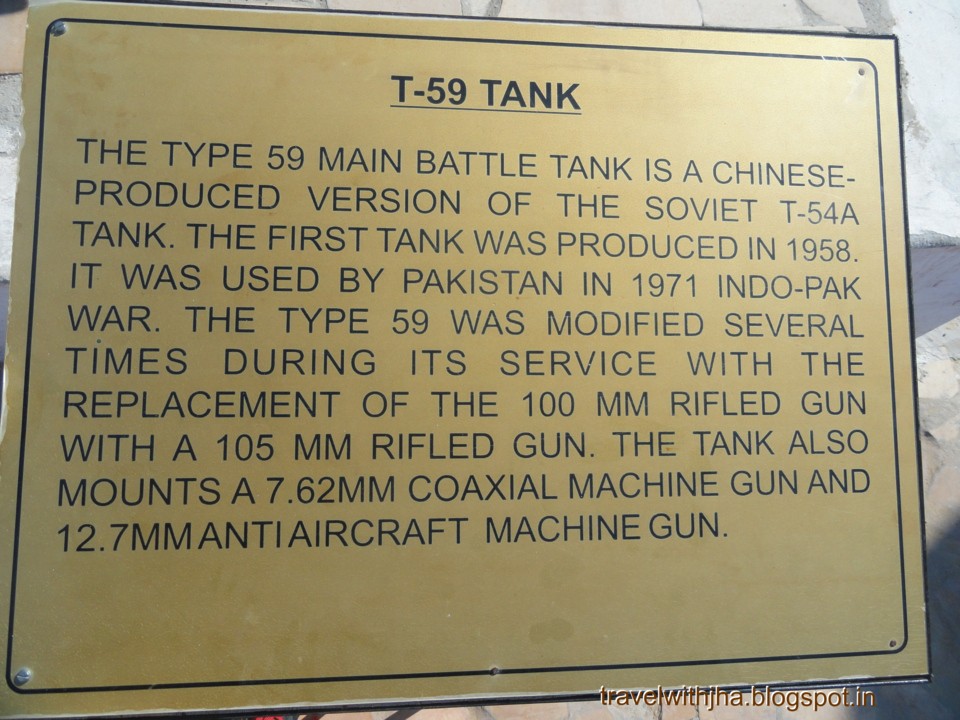 T-59 TANK
THE TYPE 59 MAIN BATTLE TANK IS A CHINESE-
PRODUCED VERSION OF THE SOVIET T-54A
TANK. THE FIRST TANK WAS PRODUCED IN 1958.
IT WAS USED BY PAKISTAN IN 1971 INDO-PAK
WAR. THE TYPE 59 WAS MODIFIED SEVERAL
TIMES DURING ITS SERVICE WITH THE
REPLACEMENT OF THE 100 MM RIFLED GUN
WITH A 105 MM RIFLED GUN. THE TANK ALSO
MOUNTS A 7.62MM COAXIAL MACHINE GUN AND
12.7MM ANTI AIRCRAFT MACHINE GUN.
travelwithjha.blogspot.in